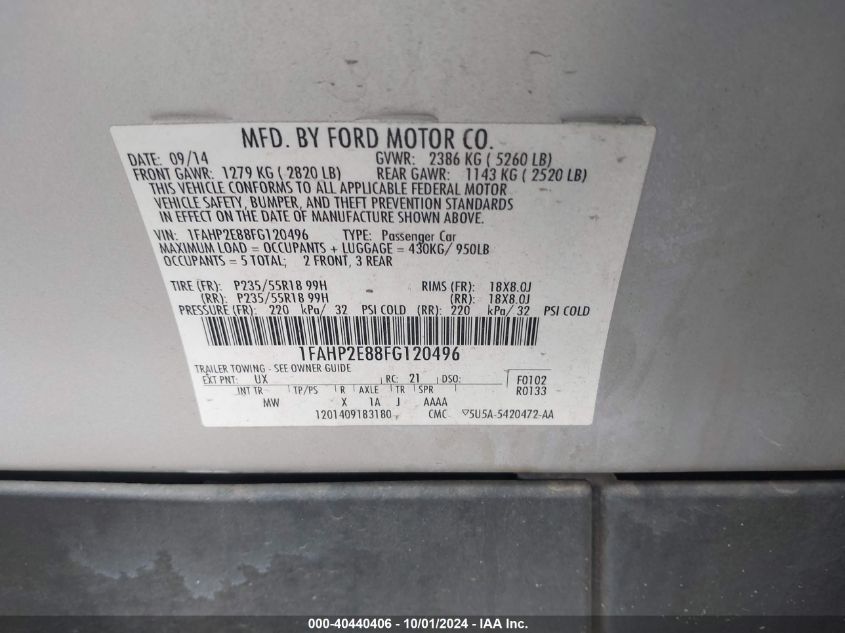 MFD. BY FORD MOTOR CO.
DATE: 09/14 GVWR: 2386 KG ( 5260 LB)
FRONT GAWR: 1279 KG ( 2820 LB) REAR GAWR: 1143 KG ( 2520 LB)
THIS VEHICLE CONFORMS TO ALL APPLICABLE FEDERAL MOTOR
VEHICLE SAFETY, BUMPER, AND THEFT PREVENTION STANDARDS
IN EFFECT ON THE DATE OF MANUFACTURE SHOWN ABOVE.
VIN: 1FAHP2E88FG120496 TYPE: Passenger Car
MAXIMUM LOAD = OCCUPANTS + LUGGAGE = 430KG/ 950LB
OCCUPANTS = 5 TOTAL; 2 FRONT, 3 REAR
TIRE (FR): P235/55R18 99H RIMS (FR): 18X8.0J
(RR): P235/55R18 99H (RR): 18X8.0J
PRESSURE (FR): 220 kPa/ 32 PSI COLD (RR): 220 kPa/ 32 PSI COLD
1FAHP2E88FG120496
TRAILER TOWING - SEE OWNER GUIDE
EXT PNT: UX RC: 21 DSO: F0102
INT TR TP/PS R AXLE TR SPR R0133
MW X 1A J AAAA
1201409183180 CMC ▽5U5A-5420472-AA
000-40440406 - 10/01/2024 - IAA Inc.